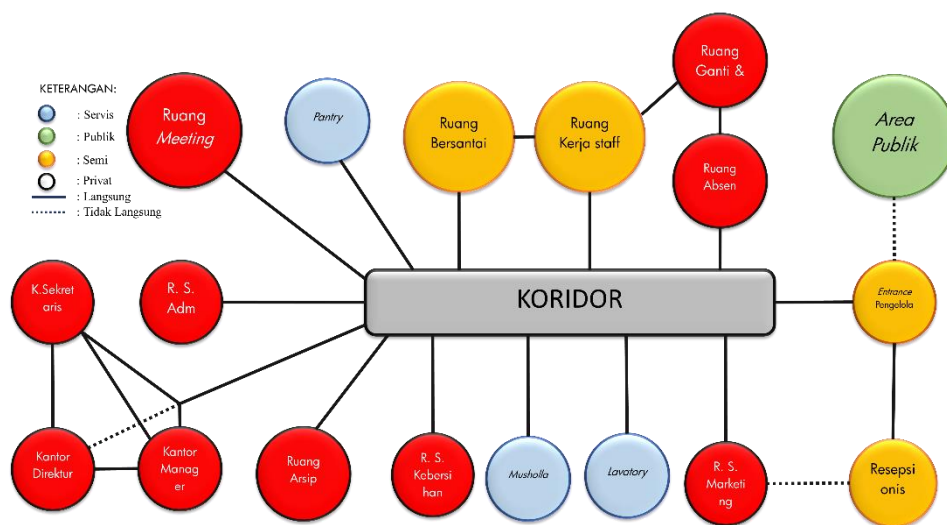 KETERANGAN:
: Servis
: Publik
: Semi
: Privat
: Langsung
: Tidak Langsung
Ruang
Meeting
Pantry
Ruang
Bersantai
Ruang
Kerja staff
Ruang
Ganti &
Ruang
Absen
Area
Publik
K.Sekret
aris
R. S.
Adm
KORIDOR
Entrance
Pengelola
Kantor
Direktur
Kantor
Manag
er
Ruang
Arsip
R. S.
Kebersi
han
Musholla
Lavatory
R. S.
Marketi
ng
Resepsi
onis